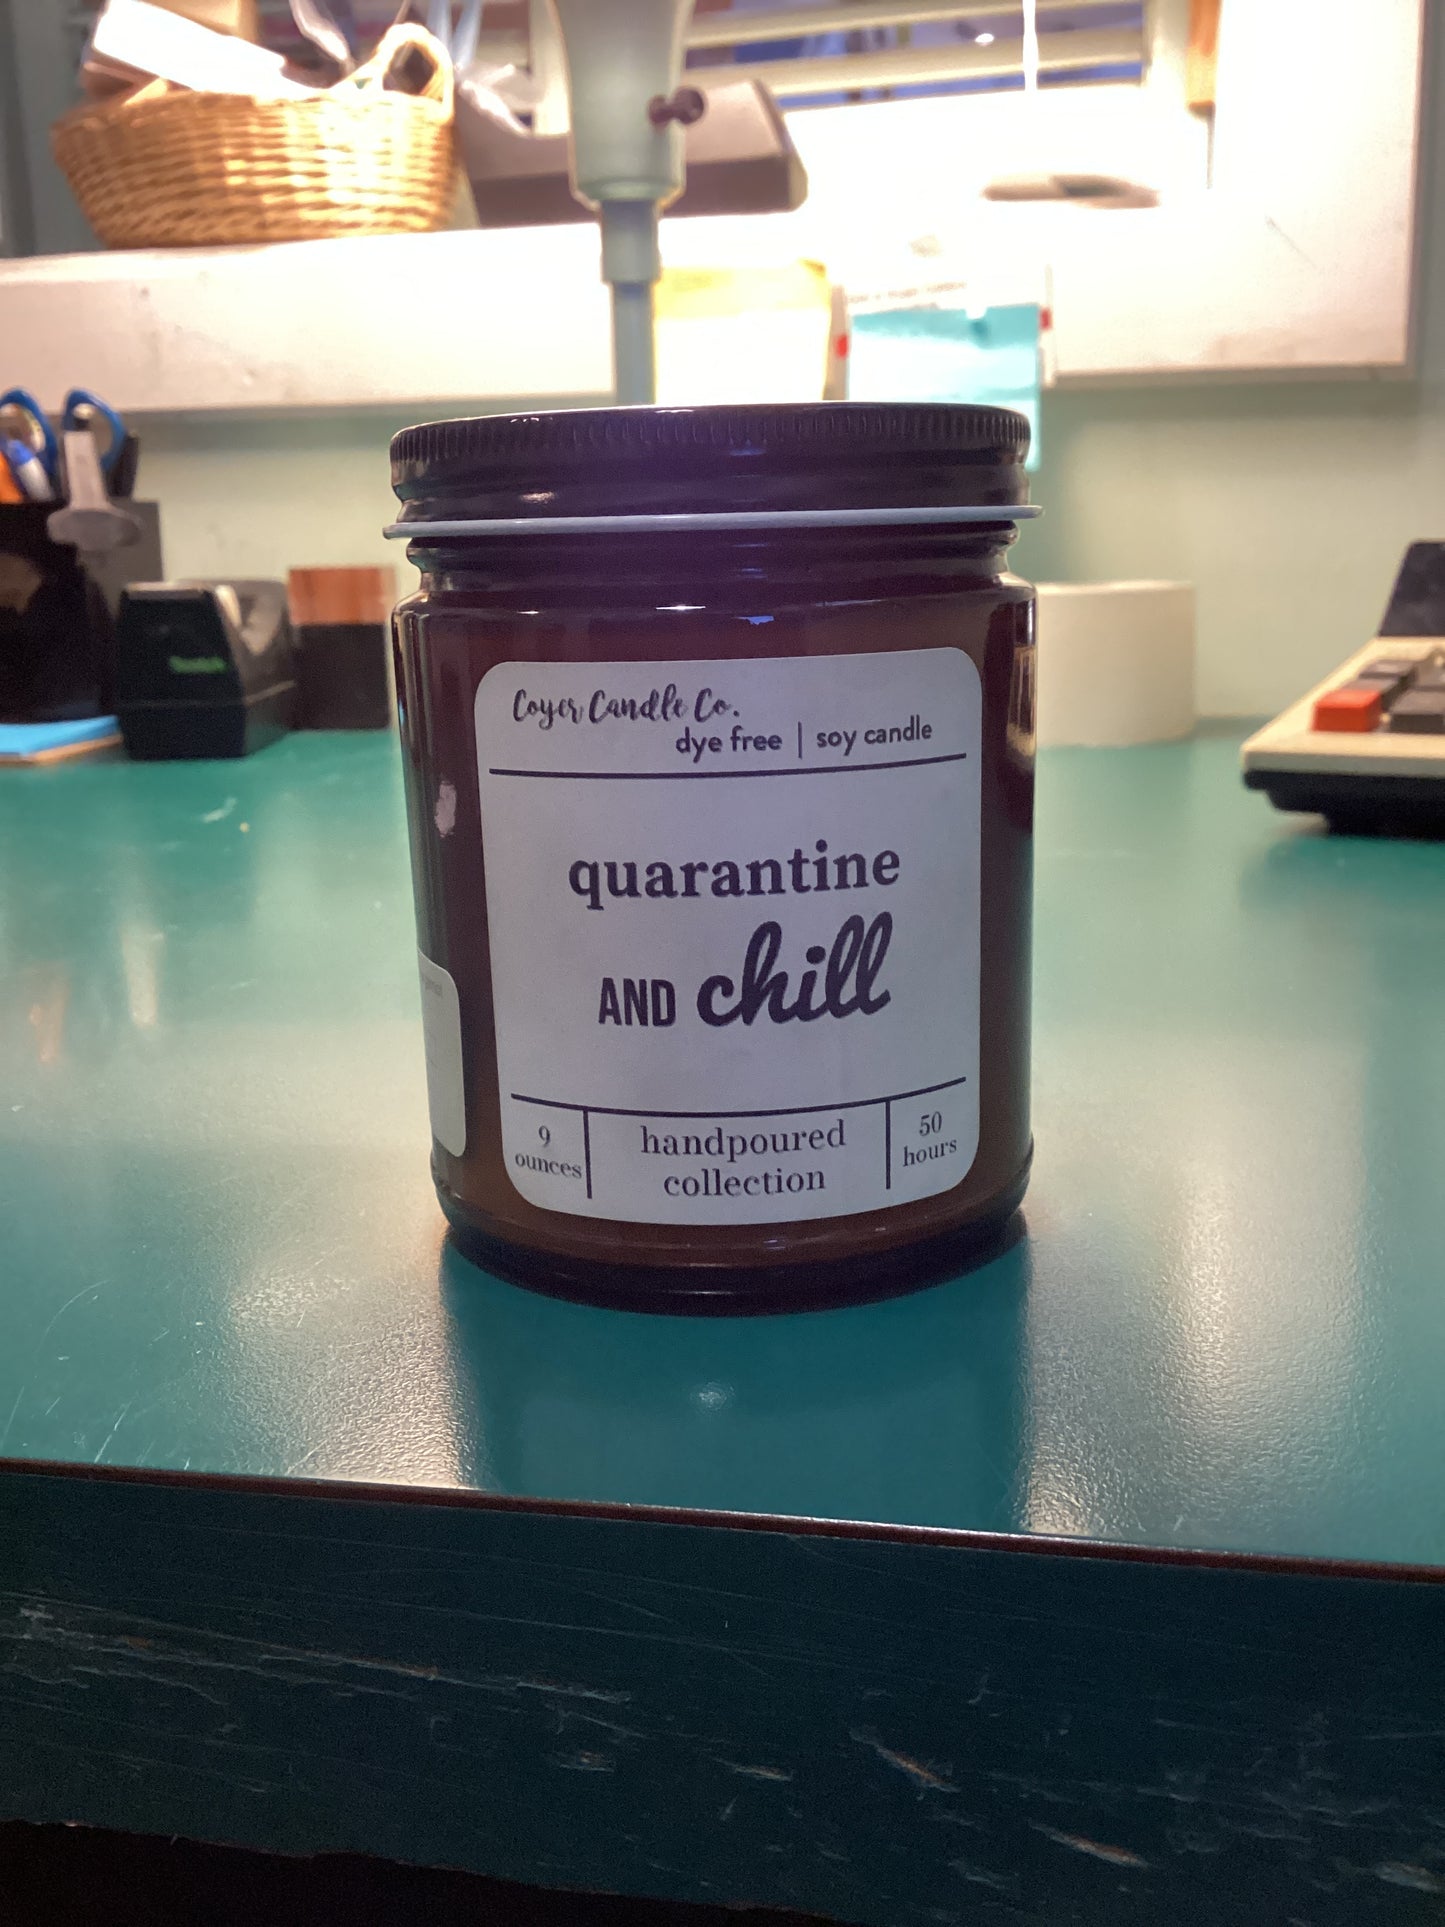 Coyer Candle Co.
dye free | soy candle
quarantine
AND chill
9
ounces
handpoured
collection
50
hours